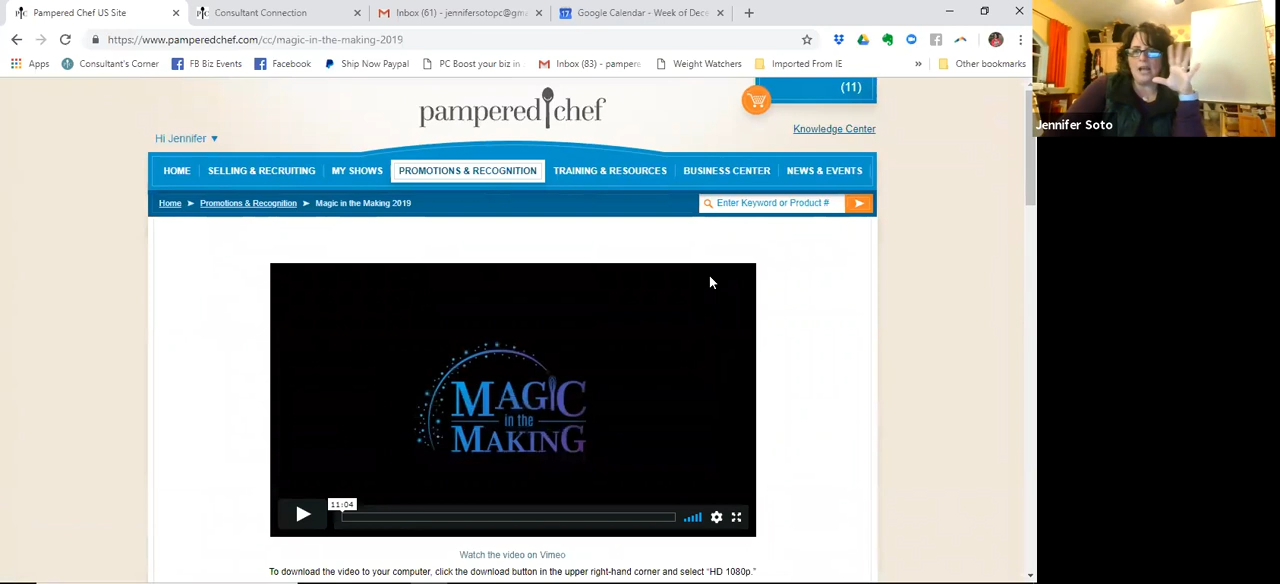 Pampered Chef US Site
Consultant Connection
Inbox (61) - jennifersotopc@gma
Google Calendar - Week of Dec
https://www.pamperedchef.com/cc/magic-in-the-making-2019
Apps
Consultant's Corner
FB Biz Events
Facebook
Ship Now Paypal
PC Boost your biz in
Inbox (83) - pampere
Weight Watchers
Imported From IE
»
Other bookmarks
Jennifer Soto
pampered chef
(11)
Knowledge Center
Hi Jennifer
HOME
SELLING & RECRUITING
MY SHOWS
PROMOTIONS & RECOGNITION
TRAINING & RESOURCES
BUSINESS CENTER
NEWS & EVENTS
Home ► Promotions & Recognition ► Magic in the Making 2019
Enter Keyword or Product #
MAGIC
in the
MAKING
11:04
Watch the video on Vimeo
To download the video to your computer, click the download button in the upper right-hand corner and select "HD 1080p."